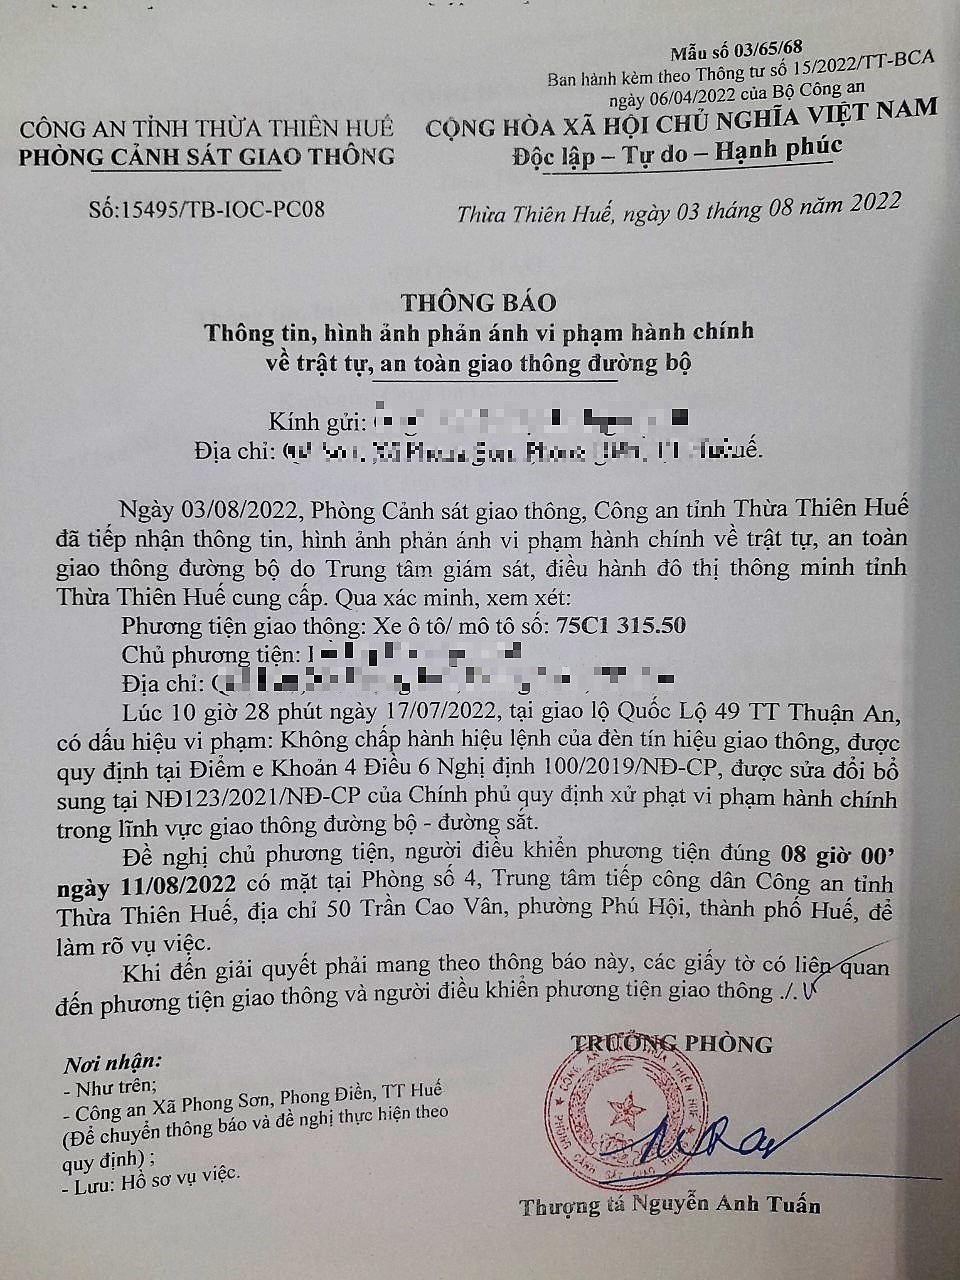 Mẫu số 03/65/68
Ban hành kèm theo Thông tư số 15/2022/TT-BCA
ngày 06/04/2022 của Bộ Công an
CÔNG AN TỈNH THỪA THIÊN HUẾ
PHÒNG CẢNH SÁT GIAO THÔNG
CỘNG HÒA XÃ HỘI CHỦ NGHĨA VIỆT NAM
Độc lập – Tự do – Hạnh phúc
Số:15495/TB-IOC-PC08
Thừa Thiên Huế, ngày 03 tháng 08 năm 2022
THÔNG BÁO
Thông tin, hình ảnh phản ánh vi phạm hành chính
về trật tự, an toàn giao thông đường bộ
Kính gửi:
Địa chỉ:
Ngày 03/08/2022, Phòng Cảnh sát giao thông, Công an tỉnh Thừa Thiên Huế
đã tiếp nhận thông tin, hình ảnh phản ánh vi phạm hành chính về trật tự, an toàn
giao thông đường bộ do Trung tâm giám sát, điều hành đô thị thông minh tỉnh
Thừa Thiên Huế cung cấp. Qua xác minh, xem xét:
Phương tiện giao thông: Xe ô tô/ mô tô số: 75C1 315.50
Chủ phương tiện:
Địa chỉ:
Lúc 10 giờ 28 phút ngày 17/07/2022, tại giao lộ Quốc Lộ 49 TT Thuận An,
có dấu hiệu vi phạm: Không chấp hành hiệu lệnh của đèn tín hiệu giao thông, được
quy định tại Điểm e Khoản 4 Điều 6 Nghị định 100/2019/NĐ-CP, được sửa đổi bổ
sung tại NĐ123/2021/NĐ-CP của Chính phủ quy định xử phạt vi phạm hành chính
trong lĩnh vực giao thông đường bộ - đường sắt.
Đề nghị chủ phương tiện, người điều khiển phương tiện đúng 08 giờ 00’
ngày 11/08/2022 có mặt tại Phòng số 4, Trung tâm tiếp công dân Công an tỉnh
Thừa Thiên Huế, địa chỉ 50 Trần Cao Vân, phường Phú Hội, thành phố Huế, để
làm rõ vụ việc.
Khi đến giải quyết phải mang theo thông báo này, các giấy tờ có liên quan
đến phương tiện giao thông và người điều khiển phương tiện giao thông ./.
Nơi nhận:
- Như trên;
- Công an Xã Phong Sơn, Phong Điền, TT Huế
(Để chuyển thông báo và đề nghị thực hiện theo
quy định) ;
- Lưu: Hồ sơ vụ việc.
TRƯỞNG PHÒNG
Thượng tá Nguyễn Anh Tuấn